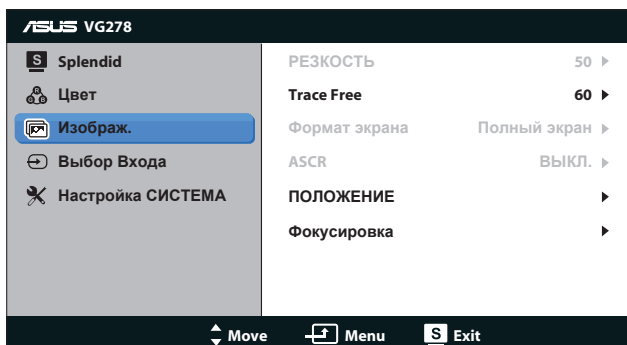 ASUS VG278
S Splendid
Цвет
Изображ.
Выбор Входа
Настройка СИСТЕМА
РЕЗКОСТЬ 50
Trace Free 60
Формат экрана Полный экран
ASCR ВЫКЛ.
ПОЛОЖЕНИЕ
Фокусировка
Move Menu S Exit